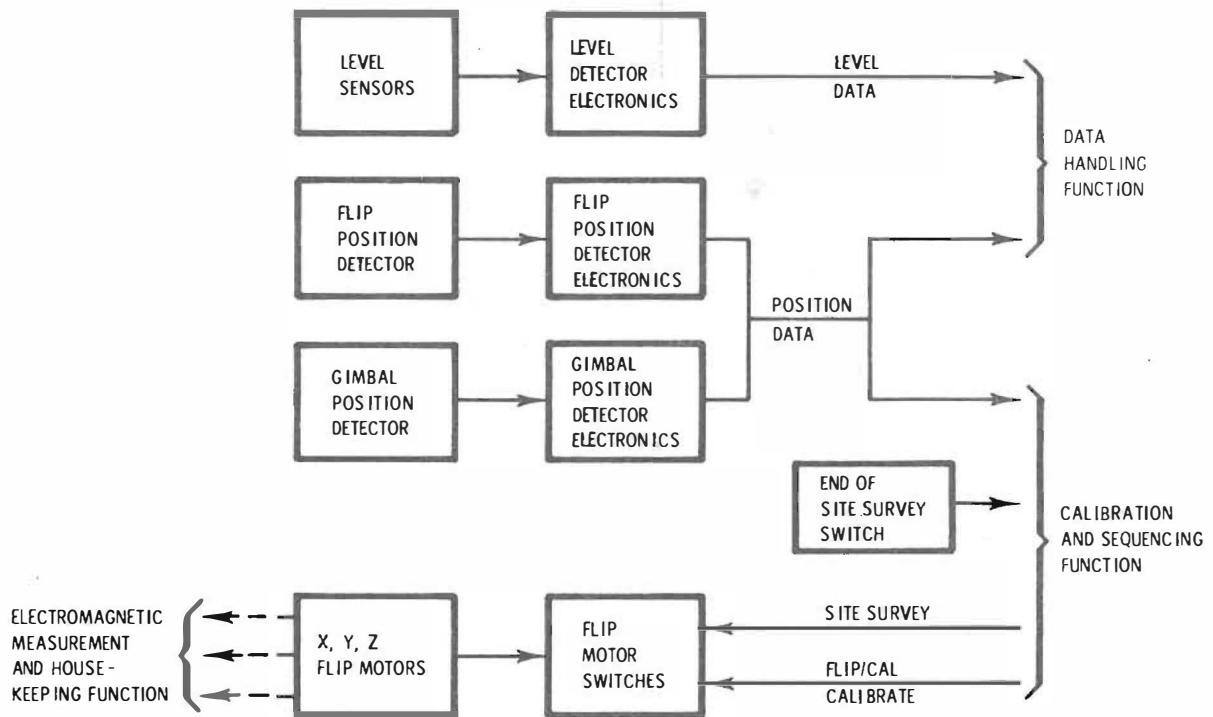 LEVEL
SENSORS
LEVEL
DETECTOR
ELECTRONICS
LEVEL
DATA
DATA
HANDLING
FUNCTION
FLIP
POSITION
DETECTOR
FLIP
POSITION
DETECTOR
ELECTRONICS
POSITION
DATA
GIMBAL
POSITION
DETECTOR
GIMBAL
POSITION
DETECTOR
ELECTRONICS
END OF
SITE SURVEY
SWITCH
CALIBRATION
AND SEQUENCING
FUNCTION
ELECTROMAGNETIC
MEASUREMENT
AND HOUSE-
KEEPING FUNCTION
X, Y, Z
FLIP MOTORS
FLIP
MOTOR
SWITCHES
SITE SURVEY
FLIP/CAL
CALIBRATE